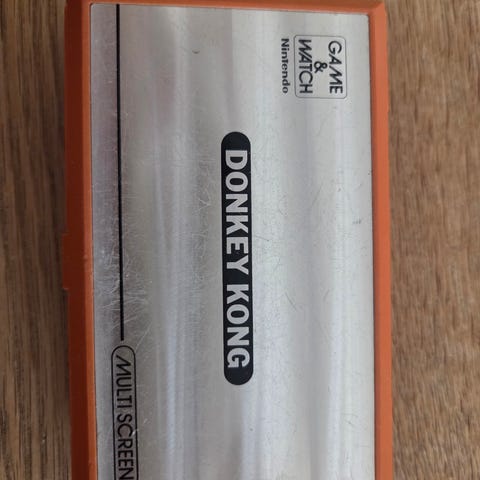 GAME
&
WATCH
Nintendo
DONKEY KONG
MULTI SCREEN